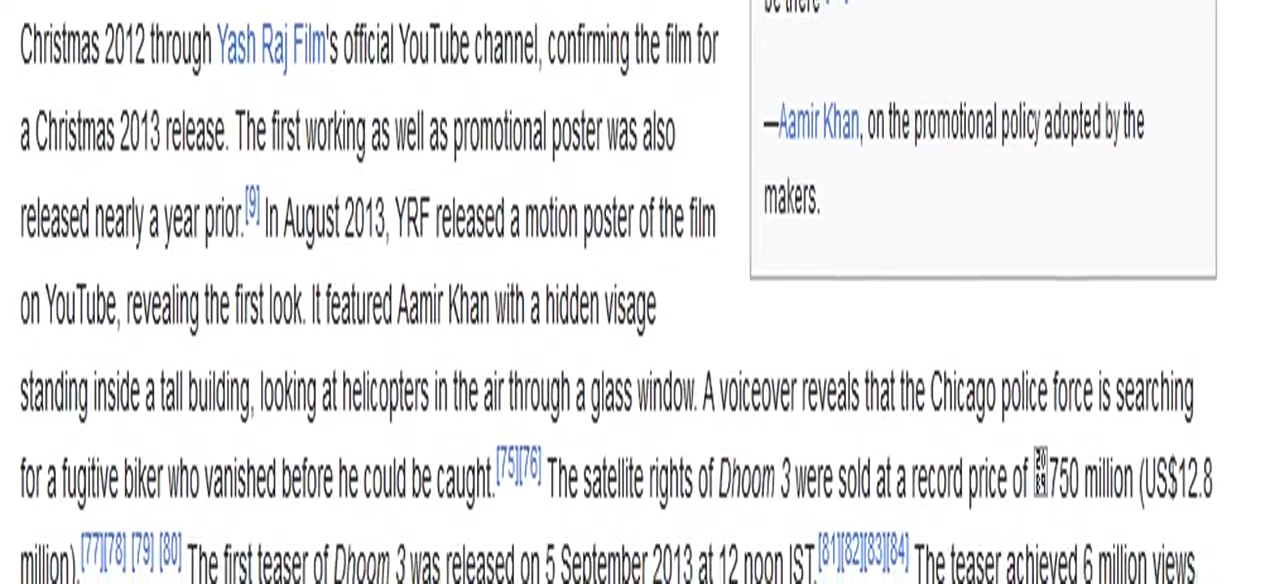 Christmas 2012 through Yash Raj Film's official YouTube channel, confirming the film for
a Christmas 2013 release. The first working as well as promotional poster was also
released nearly a year prior.[9] In August 2013, YRF released a motion poster of the film
on YouTube, revealing the first look. It featured Aamir Khan with a hidden visage
standing inside a tall building, looking at helicopters in the air through a glass window. A voiceover reveals that the Chicago police force is searching
for a fugitive biker who vanished before he could be caught.[75][76] The satellite rights of Dhoom 3 were sold at a record price of 750 million (US$12.8
million).[77][78] [79] [80] The first teaser of Dhoom 3 was released on 5 September 2013 at 12 noon IST.[81][82][83][84] The teaser achieved 6 million views
be there
—Aamir Khan, on the promotional policy adopted by the
makers.